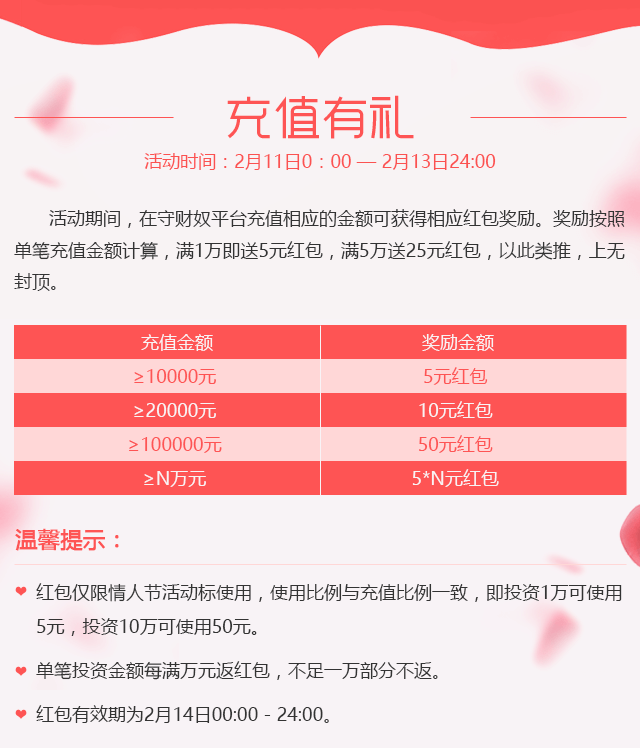 充值有礼
活动时间：2月11日0：00 — 2月13日24:00
活动期间，在守财奴平台充值相应的金额可获得相应红包奖励。奖励按照
单笔充值金额计算，满1万即送5元红包，满5万送25元红包，以此类推，上无
封顶。
充值金额 奖励金额
≥10000元 5元红包
≥20000元 10元红包
≥100000元 50元红包
≥N万元 5*N元红包
温馨提示：
红包仅限情人节活动标使用，使用比例与充值比例一致，即投资1万可使用
5元，投资10万可使用50元。
单笔投资金额每满万元返红包，不足一万部分不返。
红包有效期为2月14日00:00 - 24:00。